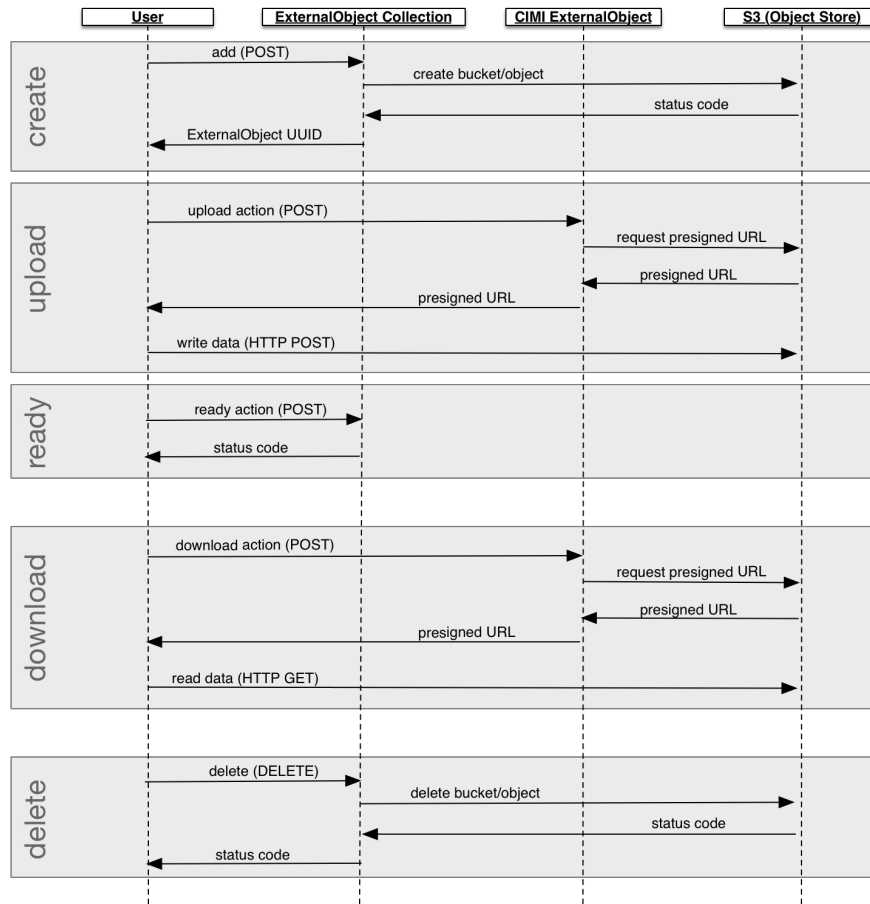 User
ExternalObject Collection
CIMI ExternalObject
S3 (Object Store)
create
add (POST)
create bucket/object
status code
ExternalObject UUID
upload
upload action (POST)
request presigned URL
presigned URL
presigned URL
write data (HTTP POST)
ready
ready action (POST)
status code
download
download action (POST)
request presigned URL
presigned URL
presigned URL
read data (HTTP GET)
delete
delete (DELETE)
delete bucket/object
status code
status code